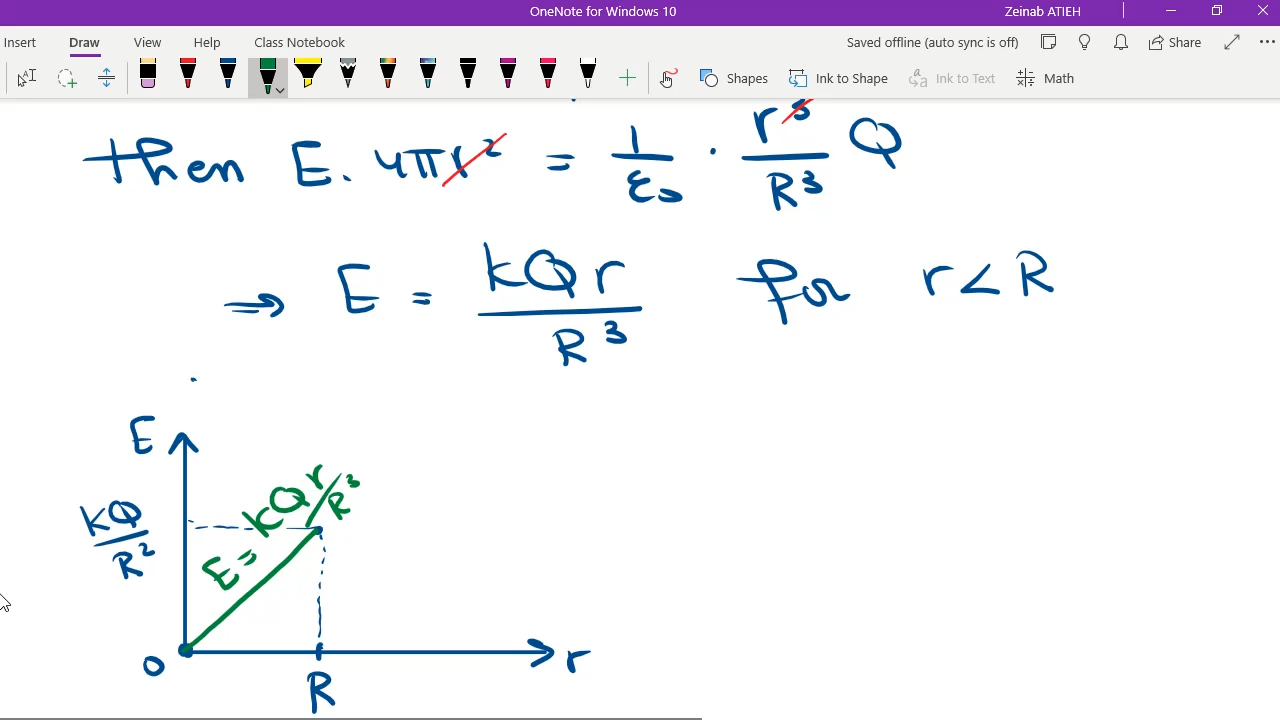 OneNote for Windows 10
Zeinab ATIEH
Insert Draw View Help Class Notebook Saved offline (auto sync is off) Share
Shapes Ink to Shape Ink to Text Math
then E. 4πr² = 1/ε₀ · r³/R³ Q
⇒ E = kQr/R³ for r < R
E
kQ/R²
E = kQ r/R³
0
R
r